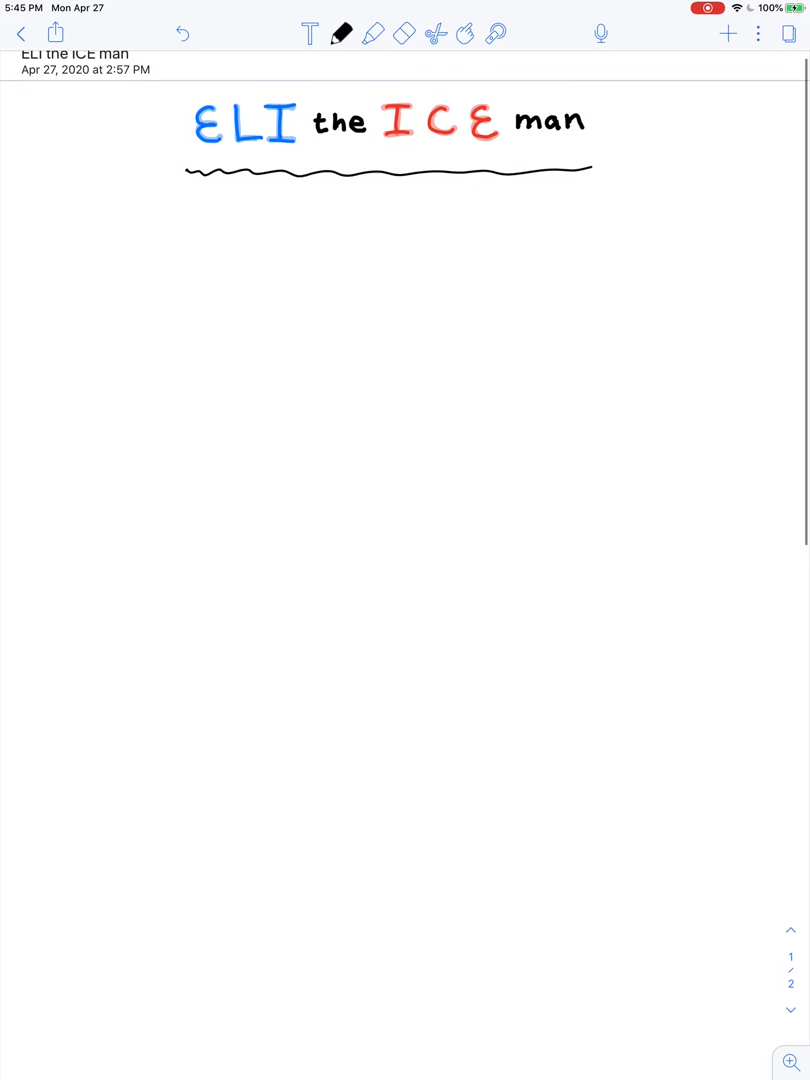 5:45 PM Mon Apr 27 100%
T
ELI the ICE man
Apr 27, 2020 at 2:57 PM
ELI the ICE man
1
/
2